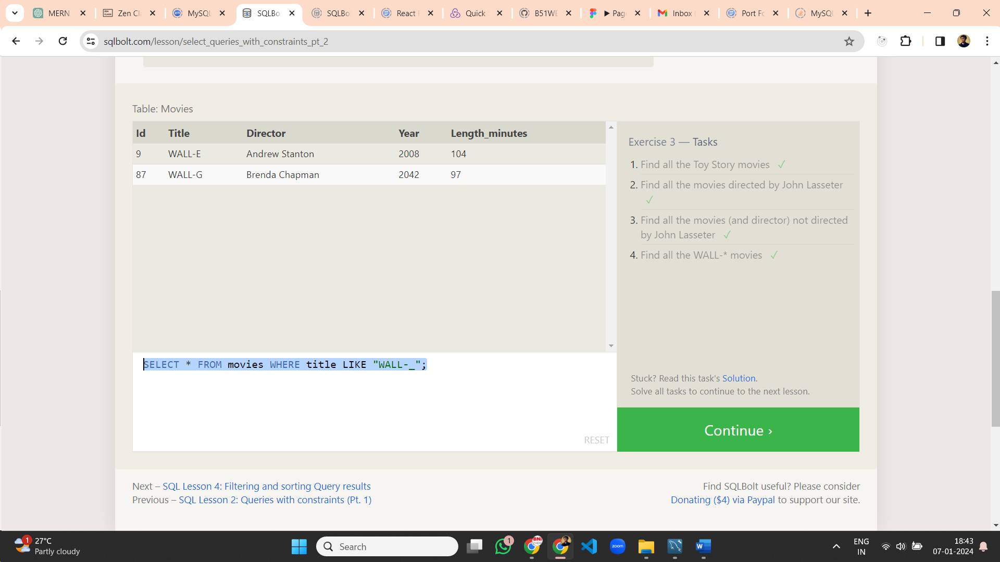 MERN
Zen Cl
MySQL
SQLBo
SQLBo
React
Quick
B51WE
Page
Inbox
Port Fo
MySQL
sqlbolt.com/lesson/select_queries_with_constraints_pt_2
Table: Movies
Id Title Director Year Length_minutes
9 WALL-E Andrew Stanton 2008 104
87 WALL-G Brenda Chapman 2042 97
Exercise 3 — Tasks
1. Find all the Toy Story movies ✓
2. Find all the movies directed by John Lasseter
✓
3. Find all the movies (and director) not directed
by John Lasseter ✓
4. Find all the WALL-* movies ✓
SELECT * FROM movies WHERE title LIKE "WALL-_";
RESET
Stuck? Read this task's Solution.
Solve all tasks to continue to the next lesson.
Continue ›
Next – SQL Lesson 4: Filtering and sorting Query results
Previous – SQL Lesson 2: Queries with constraints (Pt. 1)
Find SQLBolt useful? Please consider
Donating ($4) via Paypal to support our site.
1
27°C
Partly cloudy
Search
1
BNI
zoom
W
ENG
IN
18:43
07-01-2024